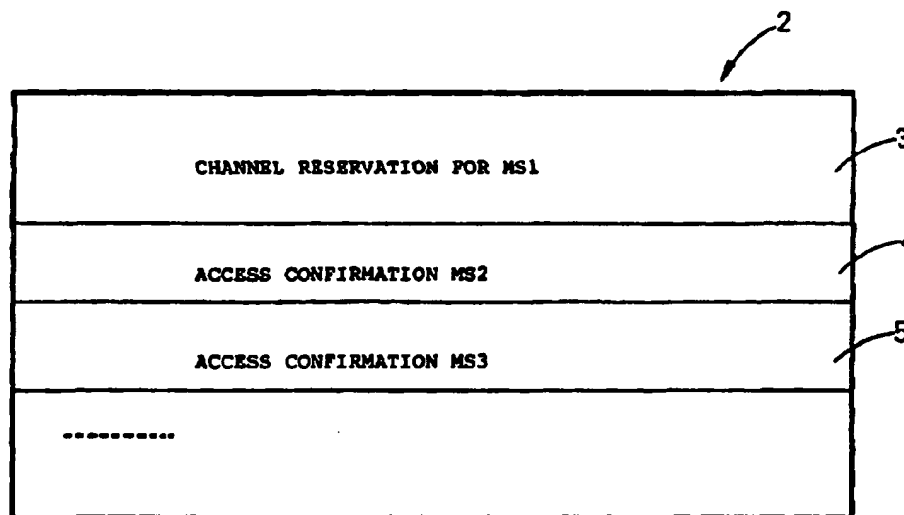 2
CHANNEL RESERVATION FOR MS1
3
ACCESS CONFIRMATION MS2
ACCESS CONFIRMATION MS3
5
----------